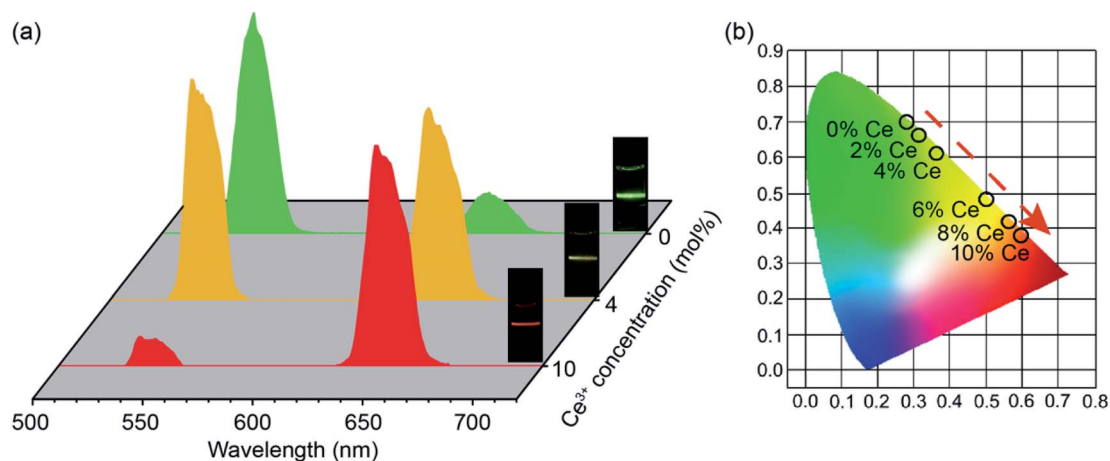 (a)
0
4
10
Ce³⁺ concentration (mol%)
500 550 600 650 700
Wavelength (nm)
(b)
0.9
0.8
0.7
0.6
0.5
0.4
0.3
0.2
0.1
0.0
0% Ce
2% Ce
4% Ce
6% Ce
8% Ce
10% Ce
0.0 0.1 0.2 0.3 0.4 0.5 0.6 0.7 0.8